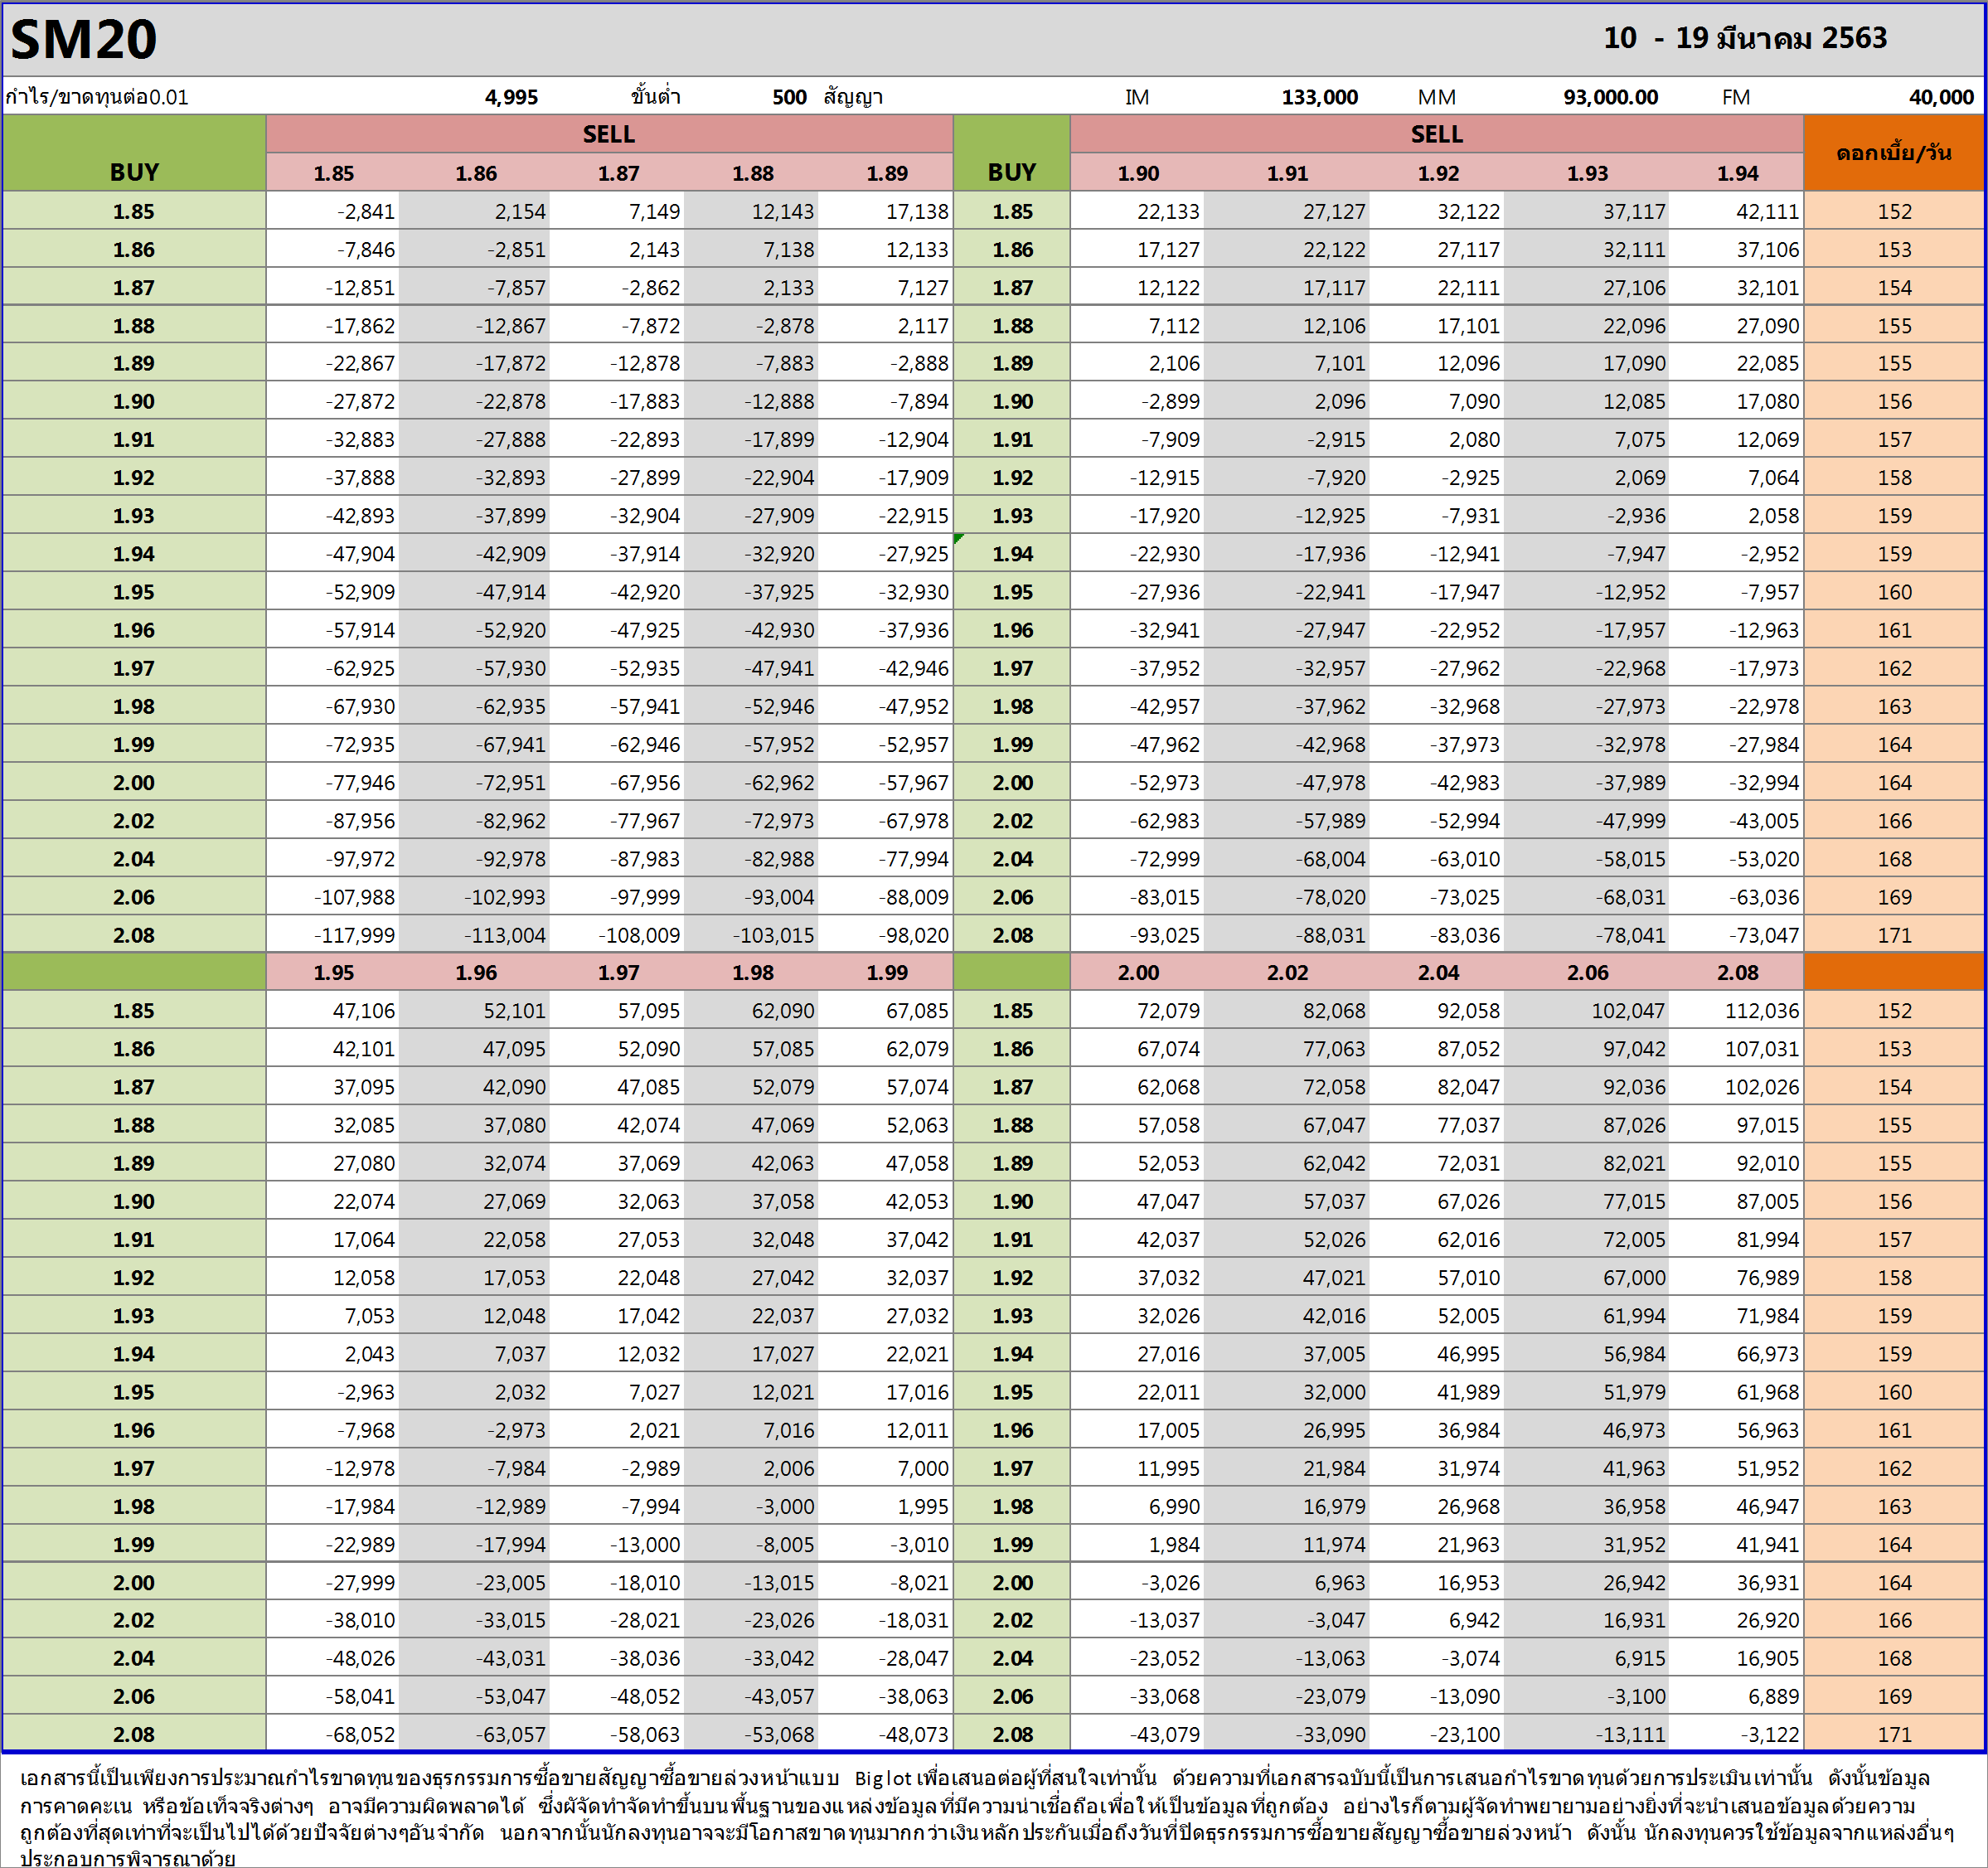 SM20 10 - 19 มีนาคม 2563
กำไร/ขาดทุนต่อ0.01 4,995 ขั้นต่ำ 500 สัญญา IM 133,000 MM 93,000.00 FM 40,000
SELL SELL ดอกเบี้ย/วัน
BUY 1.85 1.86 1.87 1.88 1.89 BUY 1.90 1.91 1.92 1.93 1.94
1.85 -2,841 2,154 7,149 12,143 17,138 1.85 22,133 27,127 32,122 37,117 42,111 152
1.86 -7,846 -2,851 2,143 7,138 12,133 1.86 17,127 22,122 27,117 32,111 37,106 153
1.87 -12,851 -7,857 -2,862 2,133 7,127 1.87 12,122 17,117 22,111 27,106 32,101 154
1.88 -17,862 -12,867 -7,872 -2,878 2,117 1.88 7,112 12,106 17,101 22,096 27,090 155
1.89 -22,867 -17,872 -12,878 -7,883 -2,888 1.89 2,106 7,101 12,096 17,090 22,085 155
1.90 -27,872 -22,878 -17,883 -12,888 -7,894 1.90 -2,899 2,096 7,090 12,085 17,080 156
1.91 -32,883 -27,888 -22,893 -17,899 -12,904 1.91 -7,909 -2,915 2,080 7,075 12,069 157
1.92 -37,888 -32,893 -27,899 -22,904 -17,909 1.92 -12,915 -7,920 -2,925 2,069 7,064 158
1.93 -42,893 -37,899 -32,904 -27,909 -22,915 1.93 -17,920 -12,925 -7,931 -2,936 2,058 159
1.94 -47,904 -42,909 -37,914 -32,920 -27,925 1.94 -22,930 -17,936 -12,941 -7,947 -2,952 159
1.95 -52,909 -47,914 -42,920 -37,925 -32,930 1.95 -27,936 -22,941 -17,947 -12,952 -7,957 160
1.96 -57,914 -52,920 -47,925 -42,930 -37,936 1.96 -32,941 -27,947 -22,952 -17,957 -12,963 161
1.97 -62,925 -57,930 -52,935 -47,941 -42,946 1.97 -37,952 -32,957 -27,962 -22,968 -17,973 162
1.98 -67,930 -62,935 -57,941 -52,946 -47,952 1.98 -42,957 -37,962 -32,968 -27,973 -22,978 163
1.99 -72,935 -67,941 -62,946 -57,952 -52,957 1.99 -47,962 -42,968 -37,973 -32,978 -27,984 164
2.00 -77,946 -72,951 -67,956 -62,962 -57,967 2.00 -52,973 -47,978 -42,983 -37,989 -32,994 164
2.02 -87,956 -82,962 -77,967 -72,973 -67,978 2.02 -62,983 -57,989 -52,994 -47,999 -43,005 166
2.04 -97,972 -92,978 -87,983 -82,988 -77,994 2.04 -72,999 -68,004 -63,010 -58,015 -53,020 168
2.06 -107,988 -102,993 -97,999 -93,004 -88,009 2.06 -83,015 -78,020 -73,025 -68,031 -63,036 169
2.08 -117,999 -113,004 -108,009 -103,015 -98,020 2.08 -93,025 -88,031 -83,036 -78,041 -73,047 171
1.95 1.96 1.97 1.98 1.99 2.00 2.02 2.04 2.06 2.08
1.85 47,106 52,101 57,095 62,090 67,085 1.85 72,079 82,068 92,058 102,047 112,036 152
1.86 42,101 47,095 52,090 57,085 62,079 1.86 67,074 77,063 87,052 97,042 107,031 153
1.87 37,095 42,090 47,085 52,079 57,074 1.87 62,068 72,058 82,047 92,036 102,026 154
1.88 32,085 37,080 42,074 47,069 52,063 1.88 57,058 67,047 77,037 87,026 97,015 155
1.89 27,080 32,074 37,069 42,063 47,058 1.89 52,053 62,042 72,031 82,021 92,010 155
1.90 22,074 27,069 32,063 37,058 42,053 1.90 47,047 57,037 67,026 77,015 87,005 156
1.91 17,064 22,058 27,053 32,048 37,042 1.91 42,037 52,026 62,016 72,005 81,994 157
1.92 12,058 17,053 22,048 27,042 32,037 1.92 37,032 47,021 57,010 67,000 76,989 158
1.93 7,053 12,048 17,042 22,037 27,032 1.93 32,026 42,016 52,005 61,994 71,984 159
1.94 2,043 7,037 12,032 17,027 22,021 1.94 27,016 37,005 46,995 56,984 66,973 159
1.95 -2,963 2,032 7,027 12,021 17,016 1.95 22,011 32,000 41,989 51,979 61,968 160
1.96 -7,968 -2,973 2,021 7,016 12,011 1.96 17,005 26,995 36,984 46,973 56,963 161
1.97 -12,978 -7,984 -2,989 2,006 7,000 1.97 11,995 21,984 31,974 41,963 51,952 162
1.98 -17,984 -12,989 -7,994 -3,000 1,995 1.98 6,990 16,979 26,968 36,958 46,947 163
1.99 -22,989 -17,994 -13,000 -8,005 -3,010 1.99 1,984 11,974 21,963 31,952 41,941 164
2.00 -27,999 -23,005 -18,010 -13,015 -8,021 2.00 -3,026 6,963 16,953 26,942 36,931 164
2.02 -38,010 -33,015 -28,021 -23,026 -18,031 2.02 -13,037 -3,047 6,942 16,931 26,920 166
2.04 -48,026 -43,031 -38,036 -33,042 -28,047 2.04 -23,052 -13,063 -3,074 6,915 16,905 168
2.06 -58,041 -53,047 -48,052 -43,057 -38,063 2.06 -33,068 -23,079 -13,090 -3,100 6,889 169
2.08 -68,052 -63,057 -58,063 -53,068 -48,073 2.08 -43,079 -33,090 -23,100 -13,111 -3,122 171
เอกสารนี้เป็นเพียงการประมาณกำไรขาดทุนของธุรกรรมการซื้อขายสัญญาซื้อขายล่วงหน้าแบบ Big lot เพื่อเสนอต่อผู้ที่สนใจเท่านั้น ด้วยความที่เอกสารฉบับนี้เป็นการเสนอกำไรขาดทุนด้วยการประเมินเท่านั้น ดังนั้นข้อมูล
การคาดคะเน หรือข้อเท็จจริงต่างๆ อาจมีความผิดพลาดได้ ซึ่งผัจัดทำจัดทำขึ้นบนพื้นฐานของแหล่งข้อมูลที่มีความน่าเชื่อถือเพื่อให้เป็นข้อมูลที่ถูกต้อง อย่างไรก็ตามผู้จัดทำพยายามอย่างยิ่งที่จะนำเสนอข้อมูลด้วยความ
ถูกต้องที่สุดเท่าที่จะเป็นไปได้ด้วยปัจจัยต่างๆอันจำกัด นอกจากนั้นนักลงทุนอาจจะมีโอกาสขาดทุนมากกว่าเงินหลักประกันเมื่อถึงวันที่ปิดธุรกรรมการซื้อขายสัญญาซื้อขายล่วงหน้า ดังนั้น นักลงทุนควรใช้ข้อมูลจากแหล่งอื่นๆ
ประกอบการพิจารณาด้วย